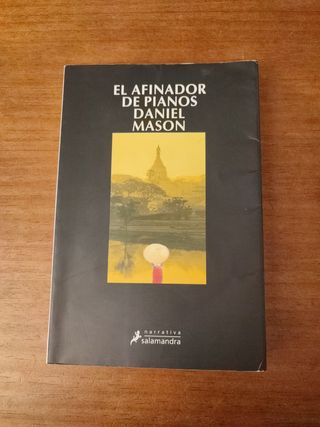 EL AFINADOR
DE PIANOS
DANIEL
MASON
narrativa
salamandra